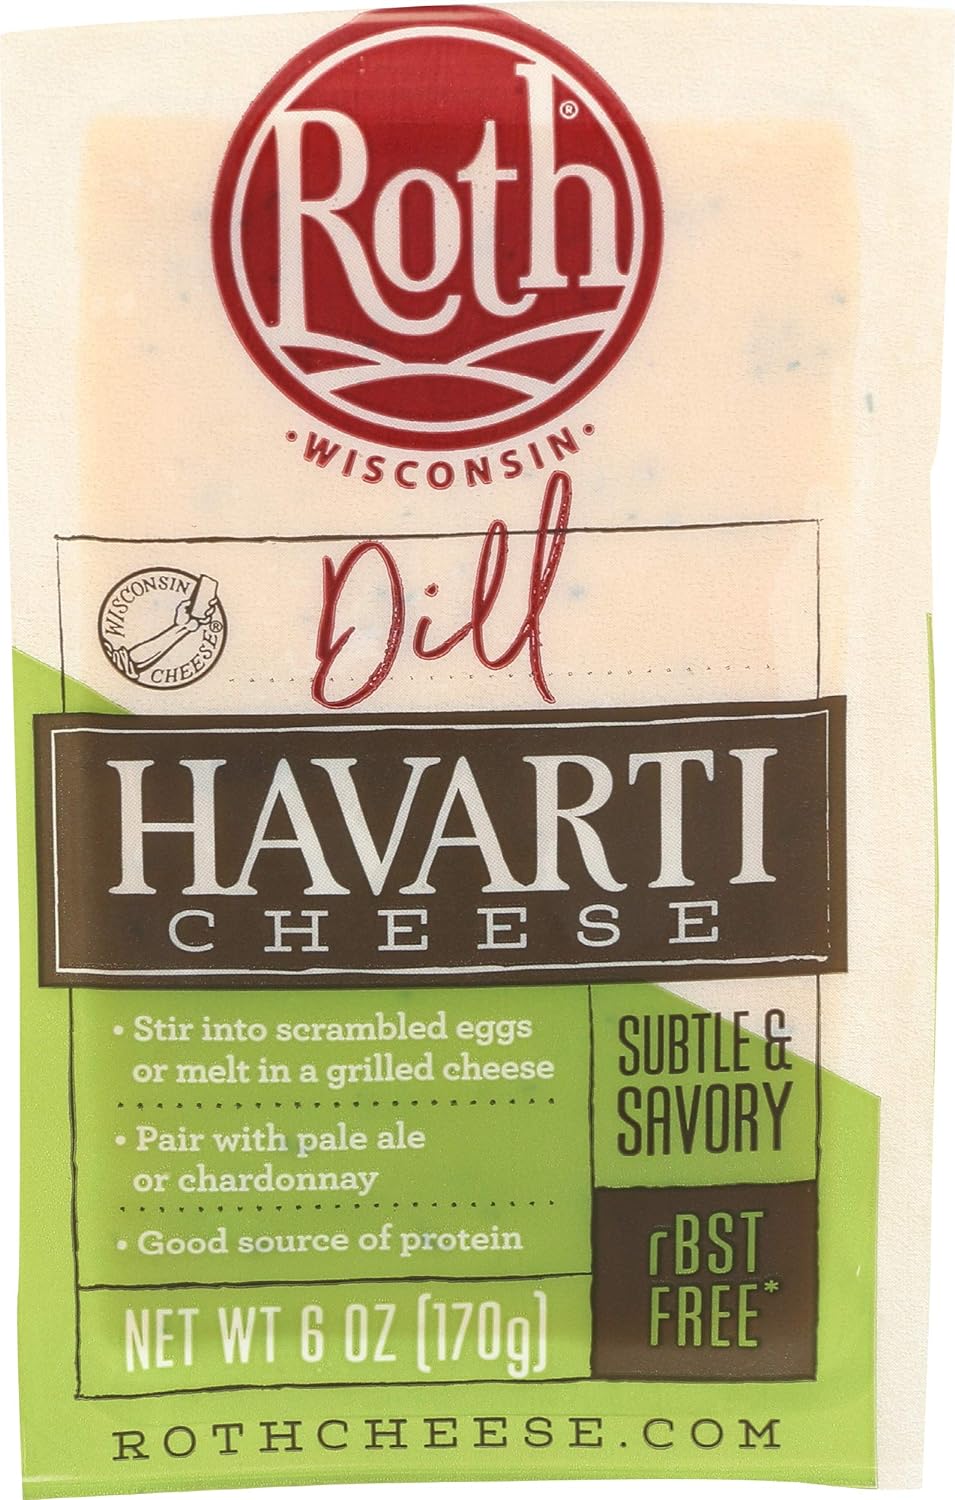 Roth®
·WISCONSIN·
Dill
WISCONSIN
CHEESE®
HAVARTI
CHEESE
• Stir into scrambled eggs
or melt in a grilled cheese
• Pair with pale ale
or chardonnay
• Good source of protein
SUBTLE &
SAVORY
rBST
FREE*
NET WT 6 OZ (170g)
ROTHCHEESE.COM